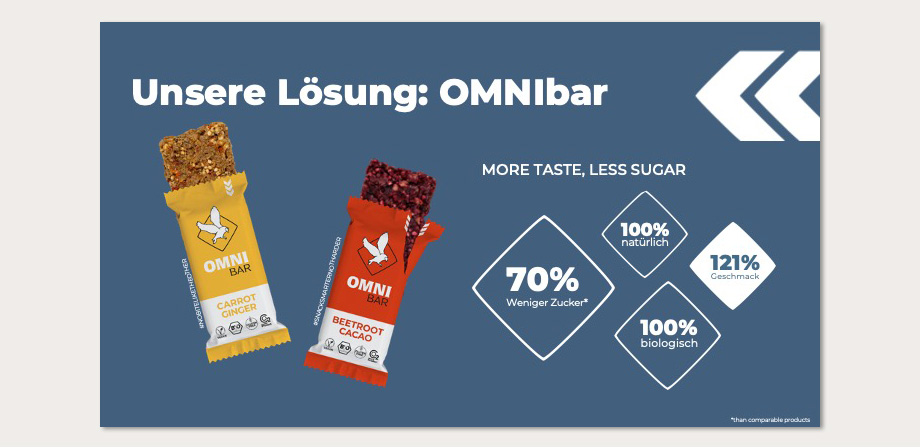 Unsere Lösung: OMNIbar
MORE TASTE, LESS SUGAR
OMNI
BAR
CARROT
GINGER
#SNACKSMARTERNOTHARDER
OMNI
BAR
BEETROOT
CACAO
70%
Weniger Zucker*
100%
natürlich
121%
Geschmack
100%
biologisch
*than comparable products